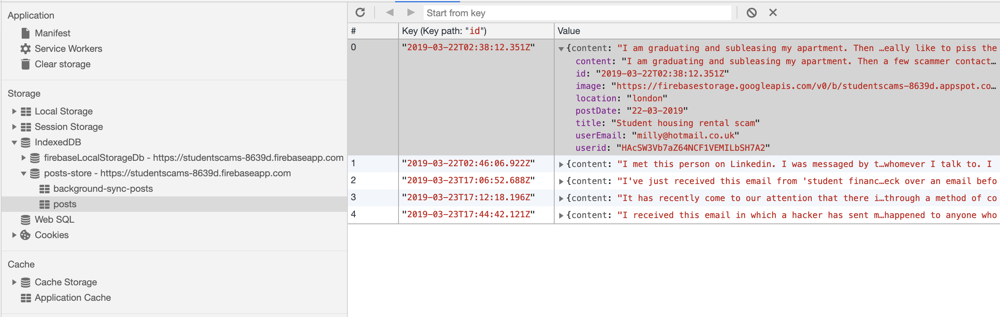 Application
Manifest
Service Workers
Clear storage
Storage
Local Storage
Session Storage
IndexedDB
firebaseLocalStorageDb - https://studentscams-8639d.firebaseapp.com
posts-store - https://studentscams-8639d.firebaseapp.com
background-sync-posts
posts
Web SQL
Cookies
Cache
Cache Storage
Application Cache
Start from key
# Key (Key path: "id") Value
0 "2019-03-22T02:38:12.351Z" {content: "I am graduating and subleasing my apartment. Then …eally like to piss the
content: "I am graduating and subleasing my apartment. Then a few scammer contact…
id: "2019-03-22T02:38:12.351Z"
image: "https://firebasestorage.googleapis.com/v0/b/studentscams-8639d.appspot.co…
location: "london"
postDate: "22-03-2019"
title: "Student housing rental scam"
userEmail: "milly@hotmail.co.uk"
userid: "HAcSW3Vb7aZ64NCF1VEMILbSH7A2"
1 "2019-03-22T02:46:06.922Z" {content: "I met this person on Linkedin. I was messaged by t…whomever I talk to. I
2 "2019-03-23T17:06:52.688Z" {content: "I've just received this email from 'student financ…eck over an email befo
3 "2019-03-23T17:12:18.196Z" {content: "It has recently come to our attention that there i…through a method of co
4 "2019-03-23T17:44:42.121Z" {content: "I received this email in which a hacker has sent m…happened to anyone who